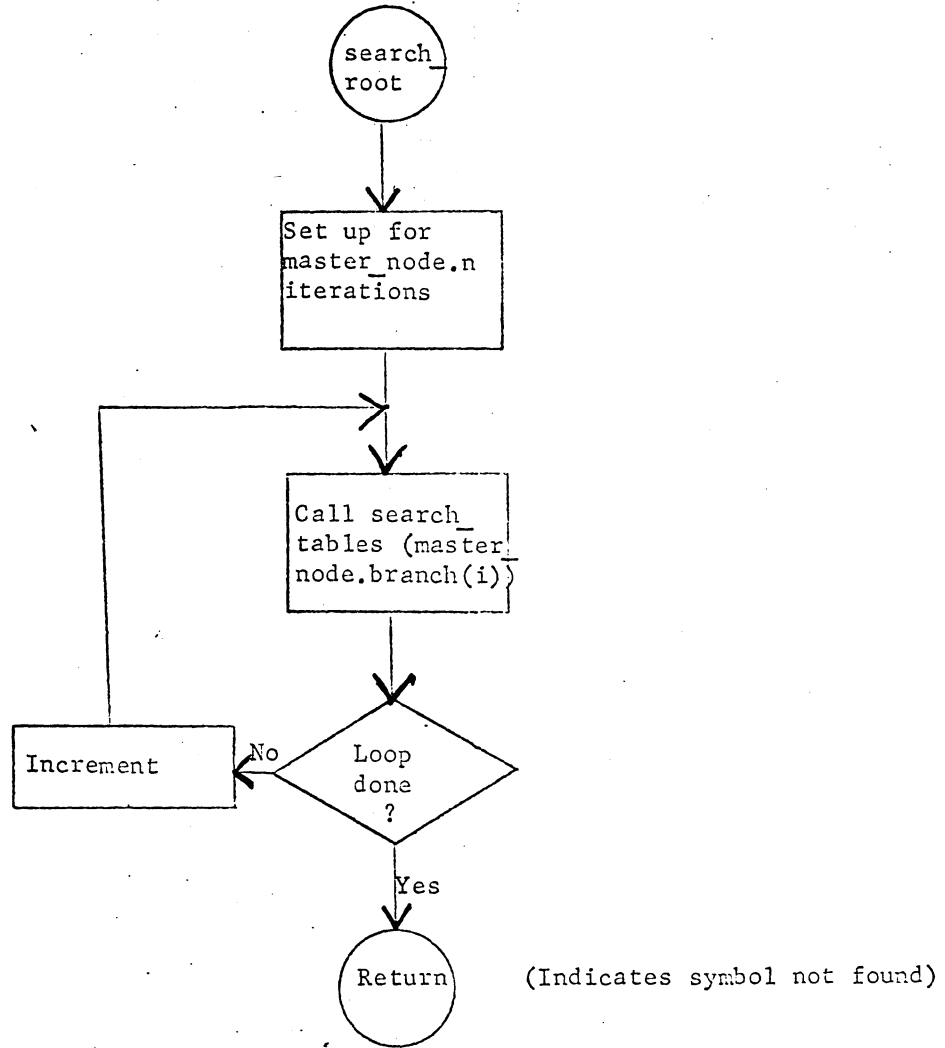 search_
root
Set up for
master_node.n
iterations
Call search_
tables (master_
node.branch(i))
Loop
done
?
No
Increment
Yes
Return
(Indicates symbol not found)